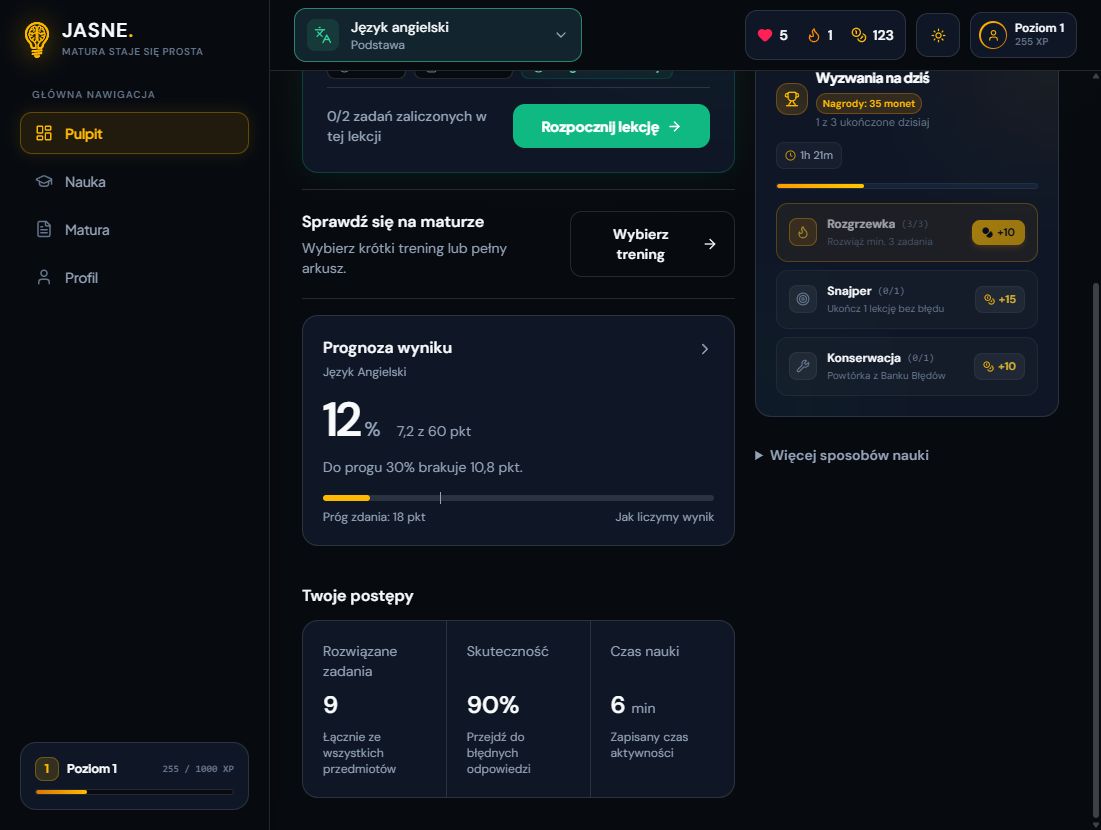 JASNE.
MATURA STAJE SIĘ PROSTA
GŁÓWNA NAWIGACJA
Pulpit
Nauka
Matura
Profil
1
Poziom 1
255 / 1000 XP
Język angielski
Podstawa
5
1
123
Poziom 1
255 XP
0/2 zadań zaliczonych w
tej lekcji
Rozpocznij lekcję
Sprawdź się na maturze
Wybierz krótki trening lub pełny
arkusz.
Wybierz
trening
Prognoza wyniku
Język Angielski
12 %
7,2 z 60 pkt
Do progu 30% brakuje 10,8 pkt.
Próg zdania: 18 pkt
Jak liczymy wynik
Twoje postępy
Rozwiązane
zadania
9
Łącznie ze
wszystkich
przedmiotów
Skuteczność
90%
Przejdź do
błędnych
odpowiedzi
Czas nauki
6 min
Zapisany czas
aktywności
Wyzwania na dziś
Nagrody: 35 monet
1 z 3 ukończone dzisiaj
1h 21m
Rozgrzewka (3/3)
Rozwiąż min. 3 zadania
+10
Snajper (0/1)
Ukończ 1 lekcję bez błędu
+15
Konserwacja (0/1)
Powtórka z Banku Błędów
+10
Więcej sposobów nauki